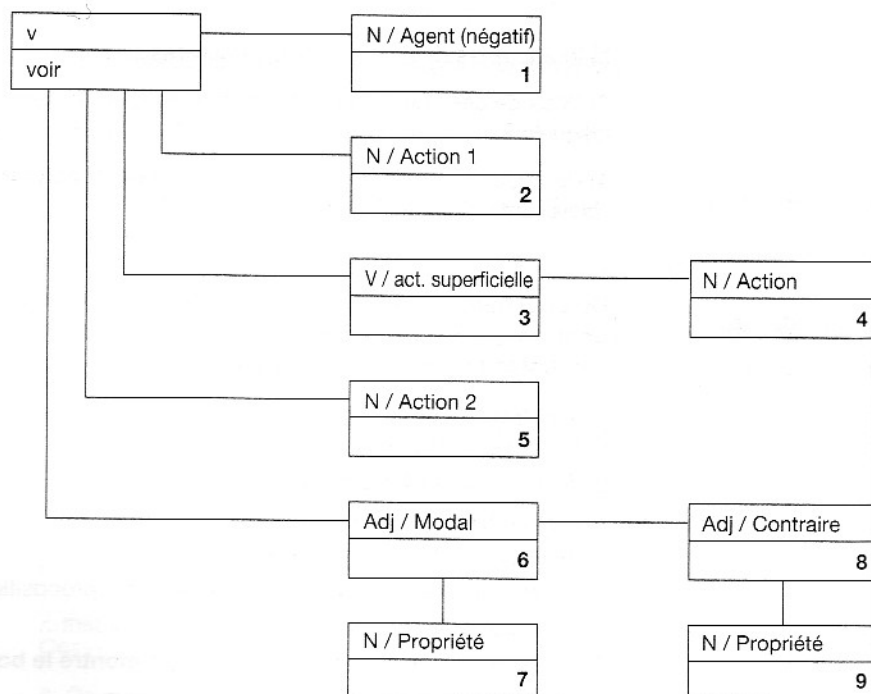 v
voir
N / Agent (négatif)
1
N / Action 1
2
V / act. superficielle
3
N / Action
4
N / Action 2
5
Adj / Modal
6
Adj / Contraire
8
N / Propriété
7
N / Propriété
9